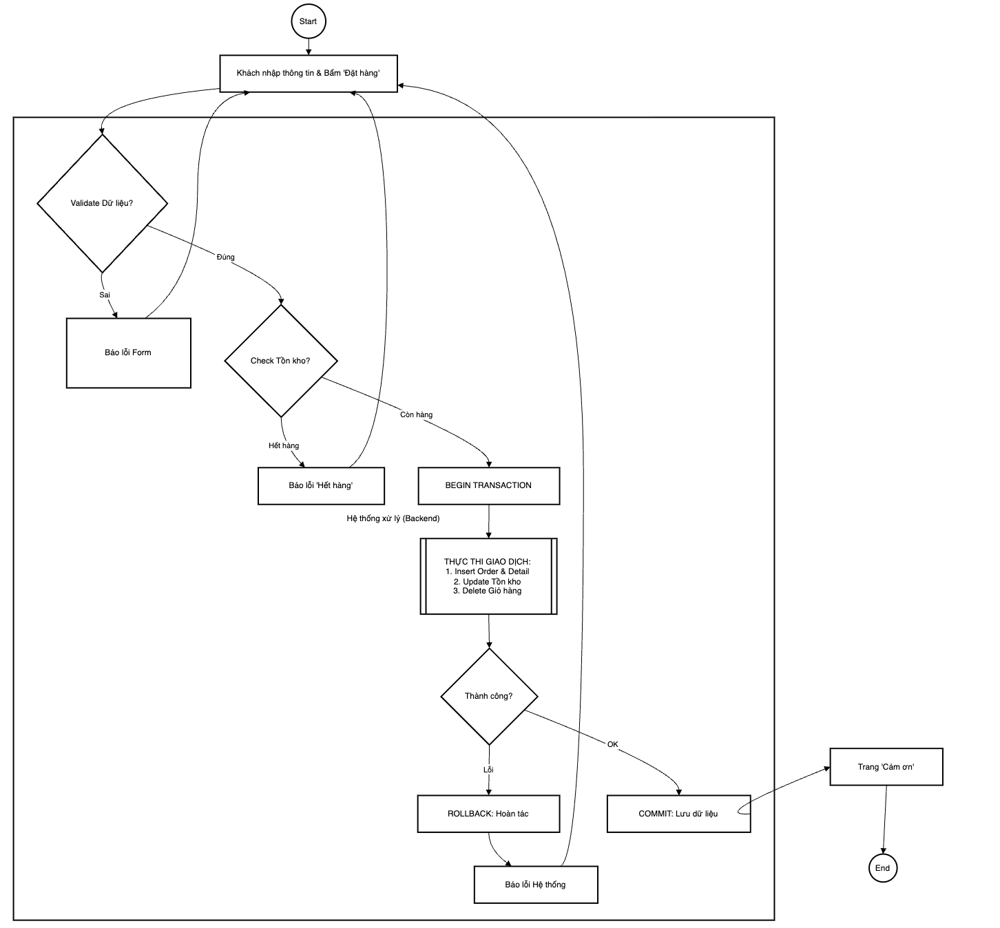 Start
Khách nhập thông tin & Bấm 'Đặt hàng'
Validate Dữ liệu?
Đúng
Sai
Báo lỗi Form
Check Tồn kho?
Còn hàng
Hết hàng
Báo lỗi 'Hết hàng'
BEGIN TRANSACTION
Hệ thống xử lý (Backend)
THỰC THI GIAO DỊCH:
1. Insert Order & Detail
2. Update Tồn kho
3. Delete Giỏ hàng
Thành công?
OK
Lỗi
Trang 'Cảm ơn'
ROLLBACK: Hoàn tác
COMMIT: Lưu dữ liệu
End
Báo lỗi Hệ thống